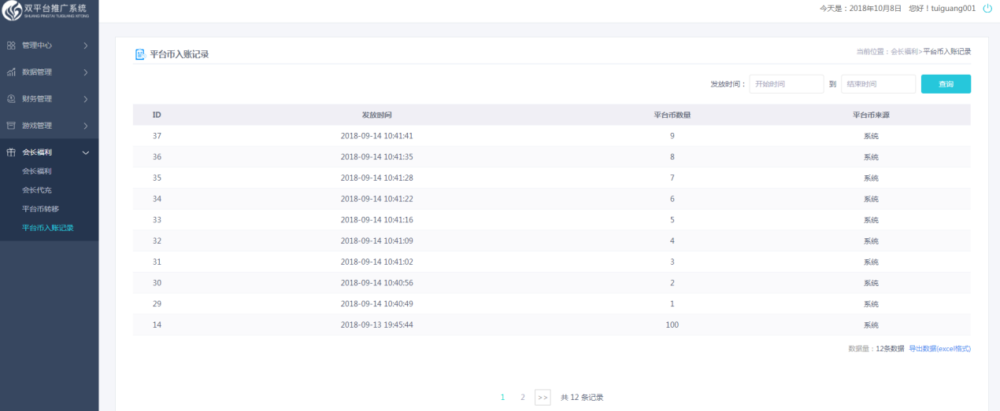 双平台推广系统
SHUANG PINGTAI TUIGUANG XITONG
今天是：2018年10月8日 您好！tuiguang001
管理中心
数据管理
财务管理
游戏管理
会长福利
会长福利
会长代充
平台币转移
平台币入账记录
平台币入账记录
当前位置：会长福利>平台币入账记录
发放时间： 开始时间 到 结束时间 查询
ID 发放时间 平台币数量 平台币来源
37 2018-09-14 10:41:41 9 系统
36 2018-09-14 10:41:35 8 系统
35 2018-09-14 10:41:28 7 系统
34 2018-09-14 10:41:22 6 系统
33 2018-09-14 10:41:16 5 系统
32 2018-09-14 10:41:09 4 系统
31 2018-09-14 10:41:02 3 系统
30 2018-09-14 10:40:56 2 系统
29 2018-09-14 10:40:49 1 系统
14 2018-09-13 19:45:44 100 系统
数据量：12条数据 导出数据(excel格式)
1 2 >> 共 12 条记录